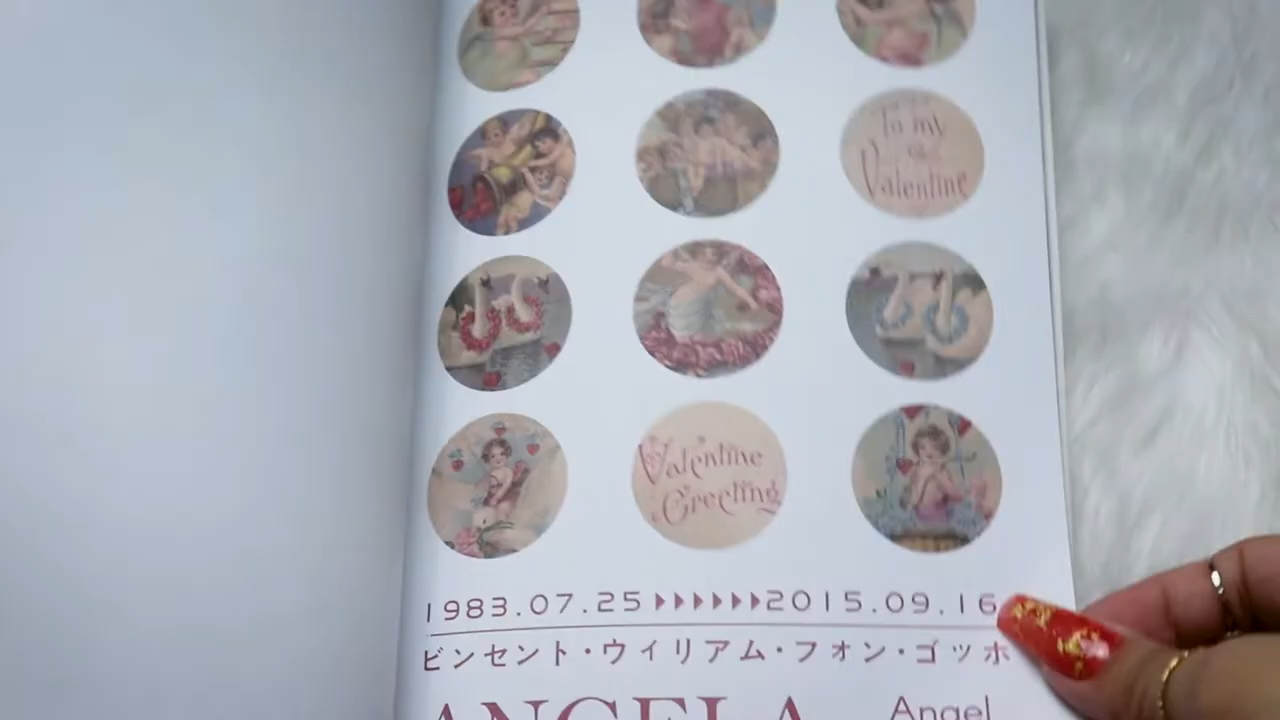 To my
Valentine
Valentine
Greeting
1983.07.25 ▶▶▶▶▶▶▶ 2015.09.16
ビンセント・ウィリアム・フォン・ゴッホ
ANGELA
Angel